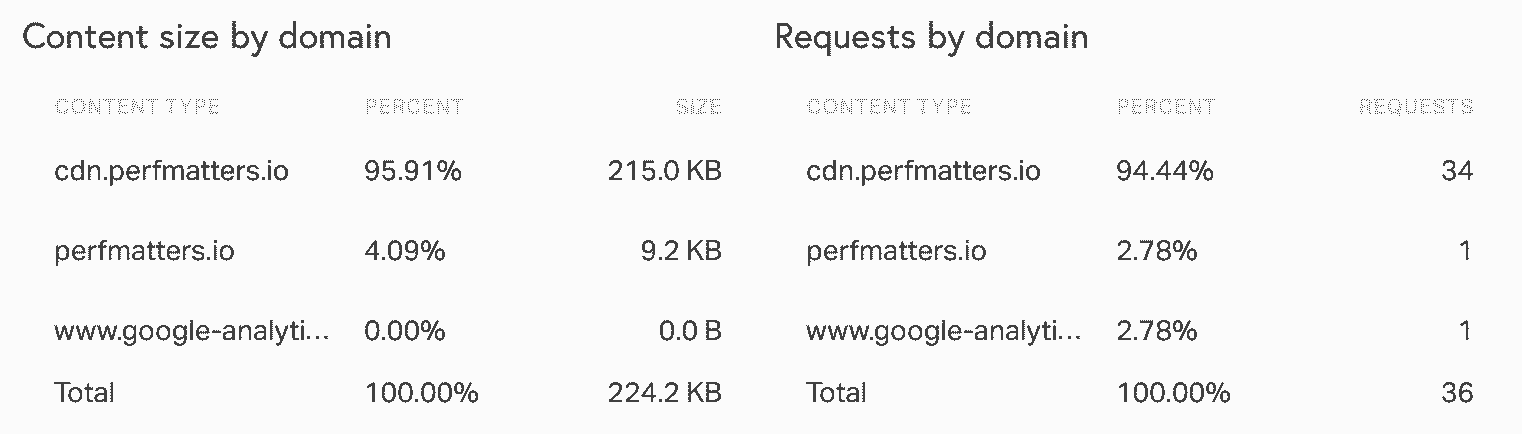 Content size by domain
CONTENT TYPE PERCENT SIZE
cdn.perfmatters.io 95.91% 215.0 KB
perfmatters.io 4.09% 9.2 KB
www.google-analyti... 0.00% 0.0 B
Total 100.00% 224.2 KB
Requests by domain
CONTENT TYPE PERCENT REQUESTS
cdn.perfmatters.io 94.44% 34
perfmatters.io 2.78% 1
www.google-analyti... 2.78% 1
Total 100.00% 36